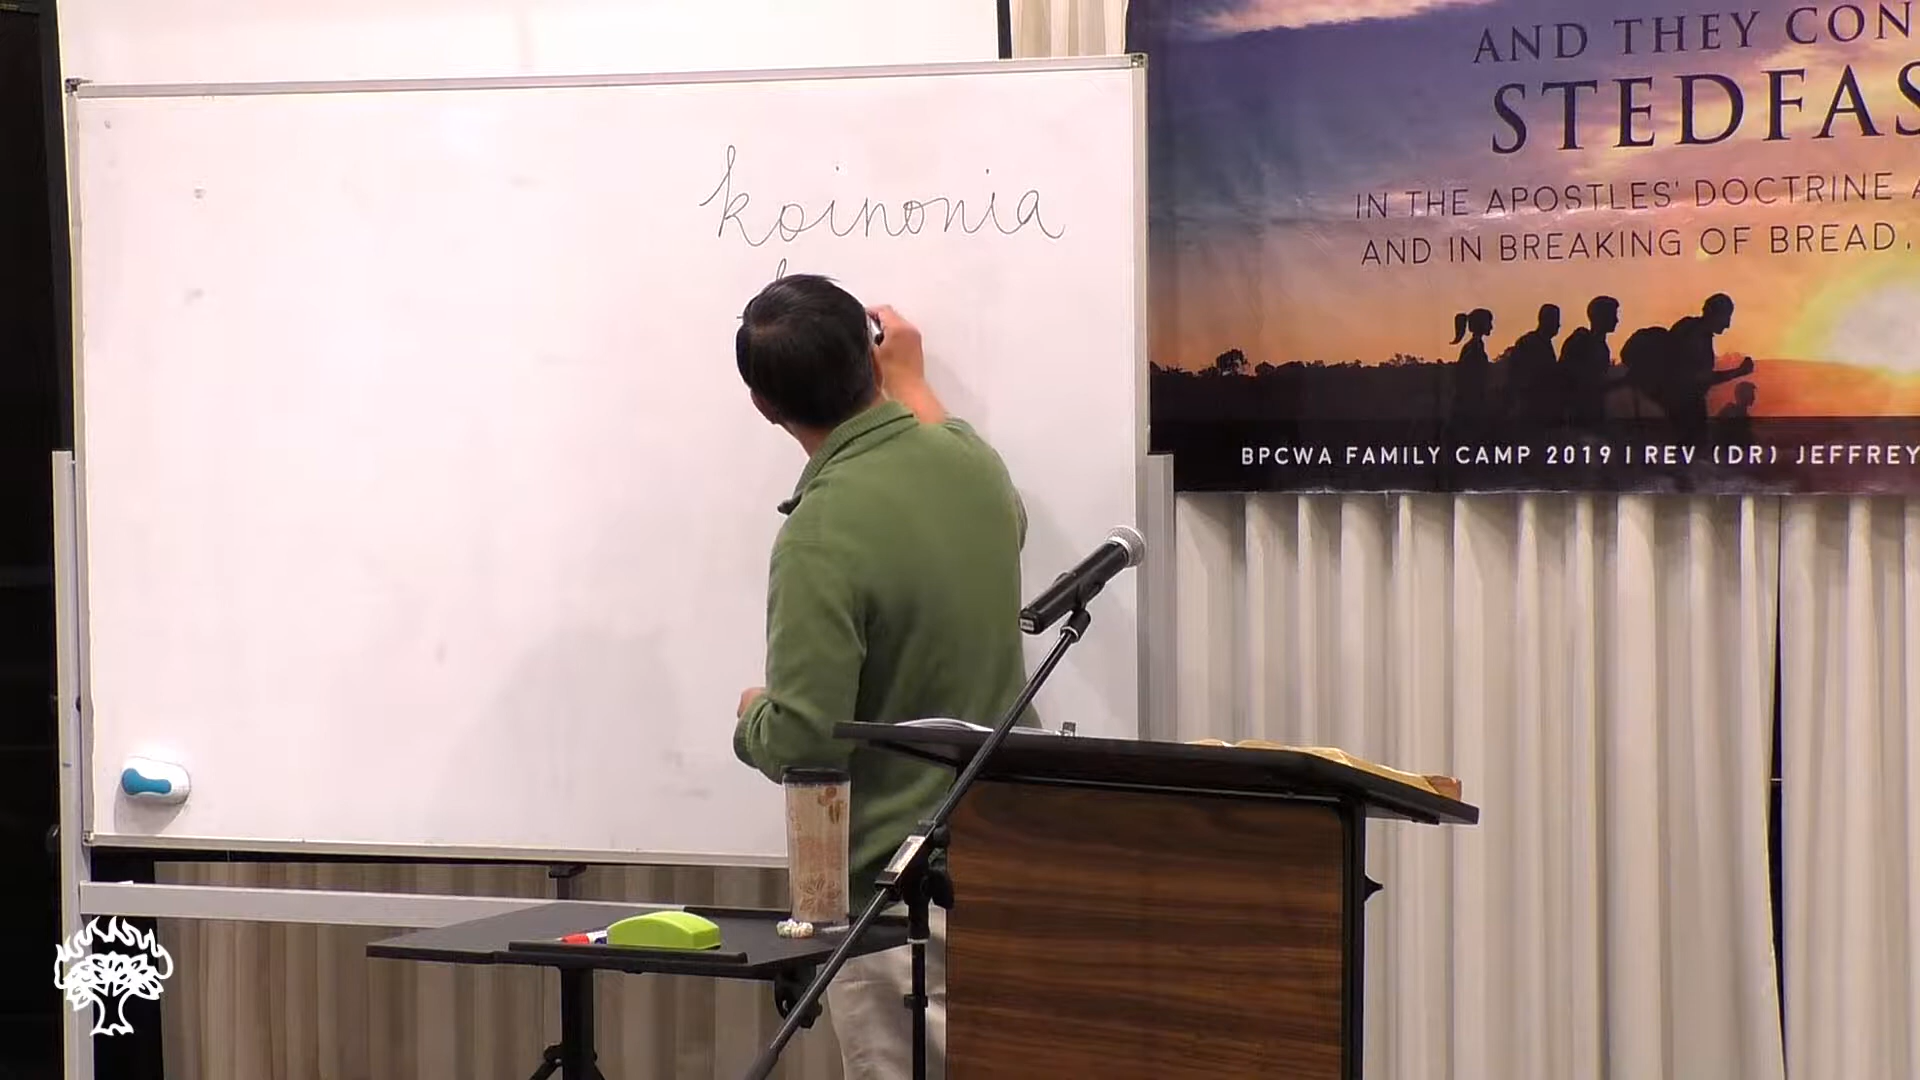 koinonia
AND THEY CON
STEDFAS
IN THE APOSTLES' DOCTRINE A
AND IN BREAKING OF BREAD,
BPCWA FAMILY CAMP 2019 | REV (DR) JEFFREY